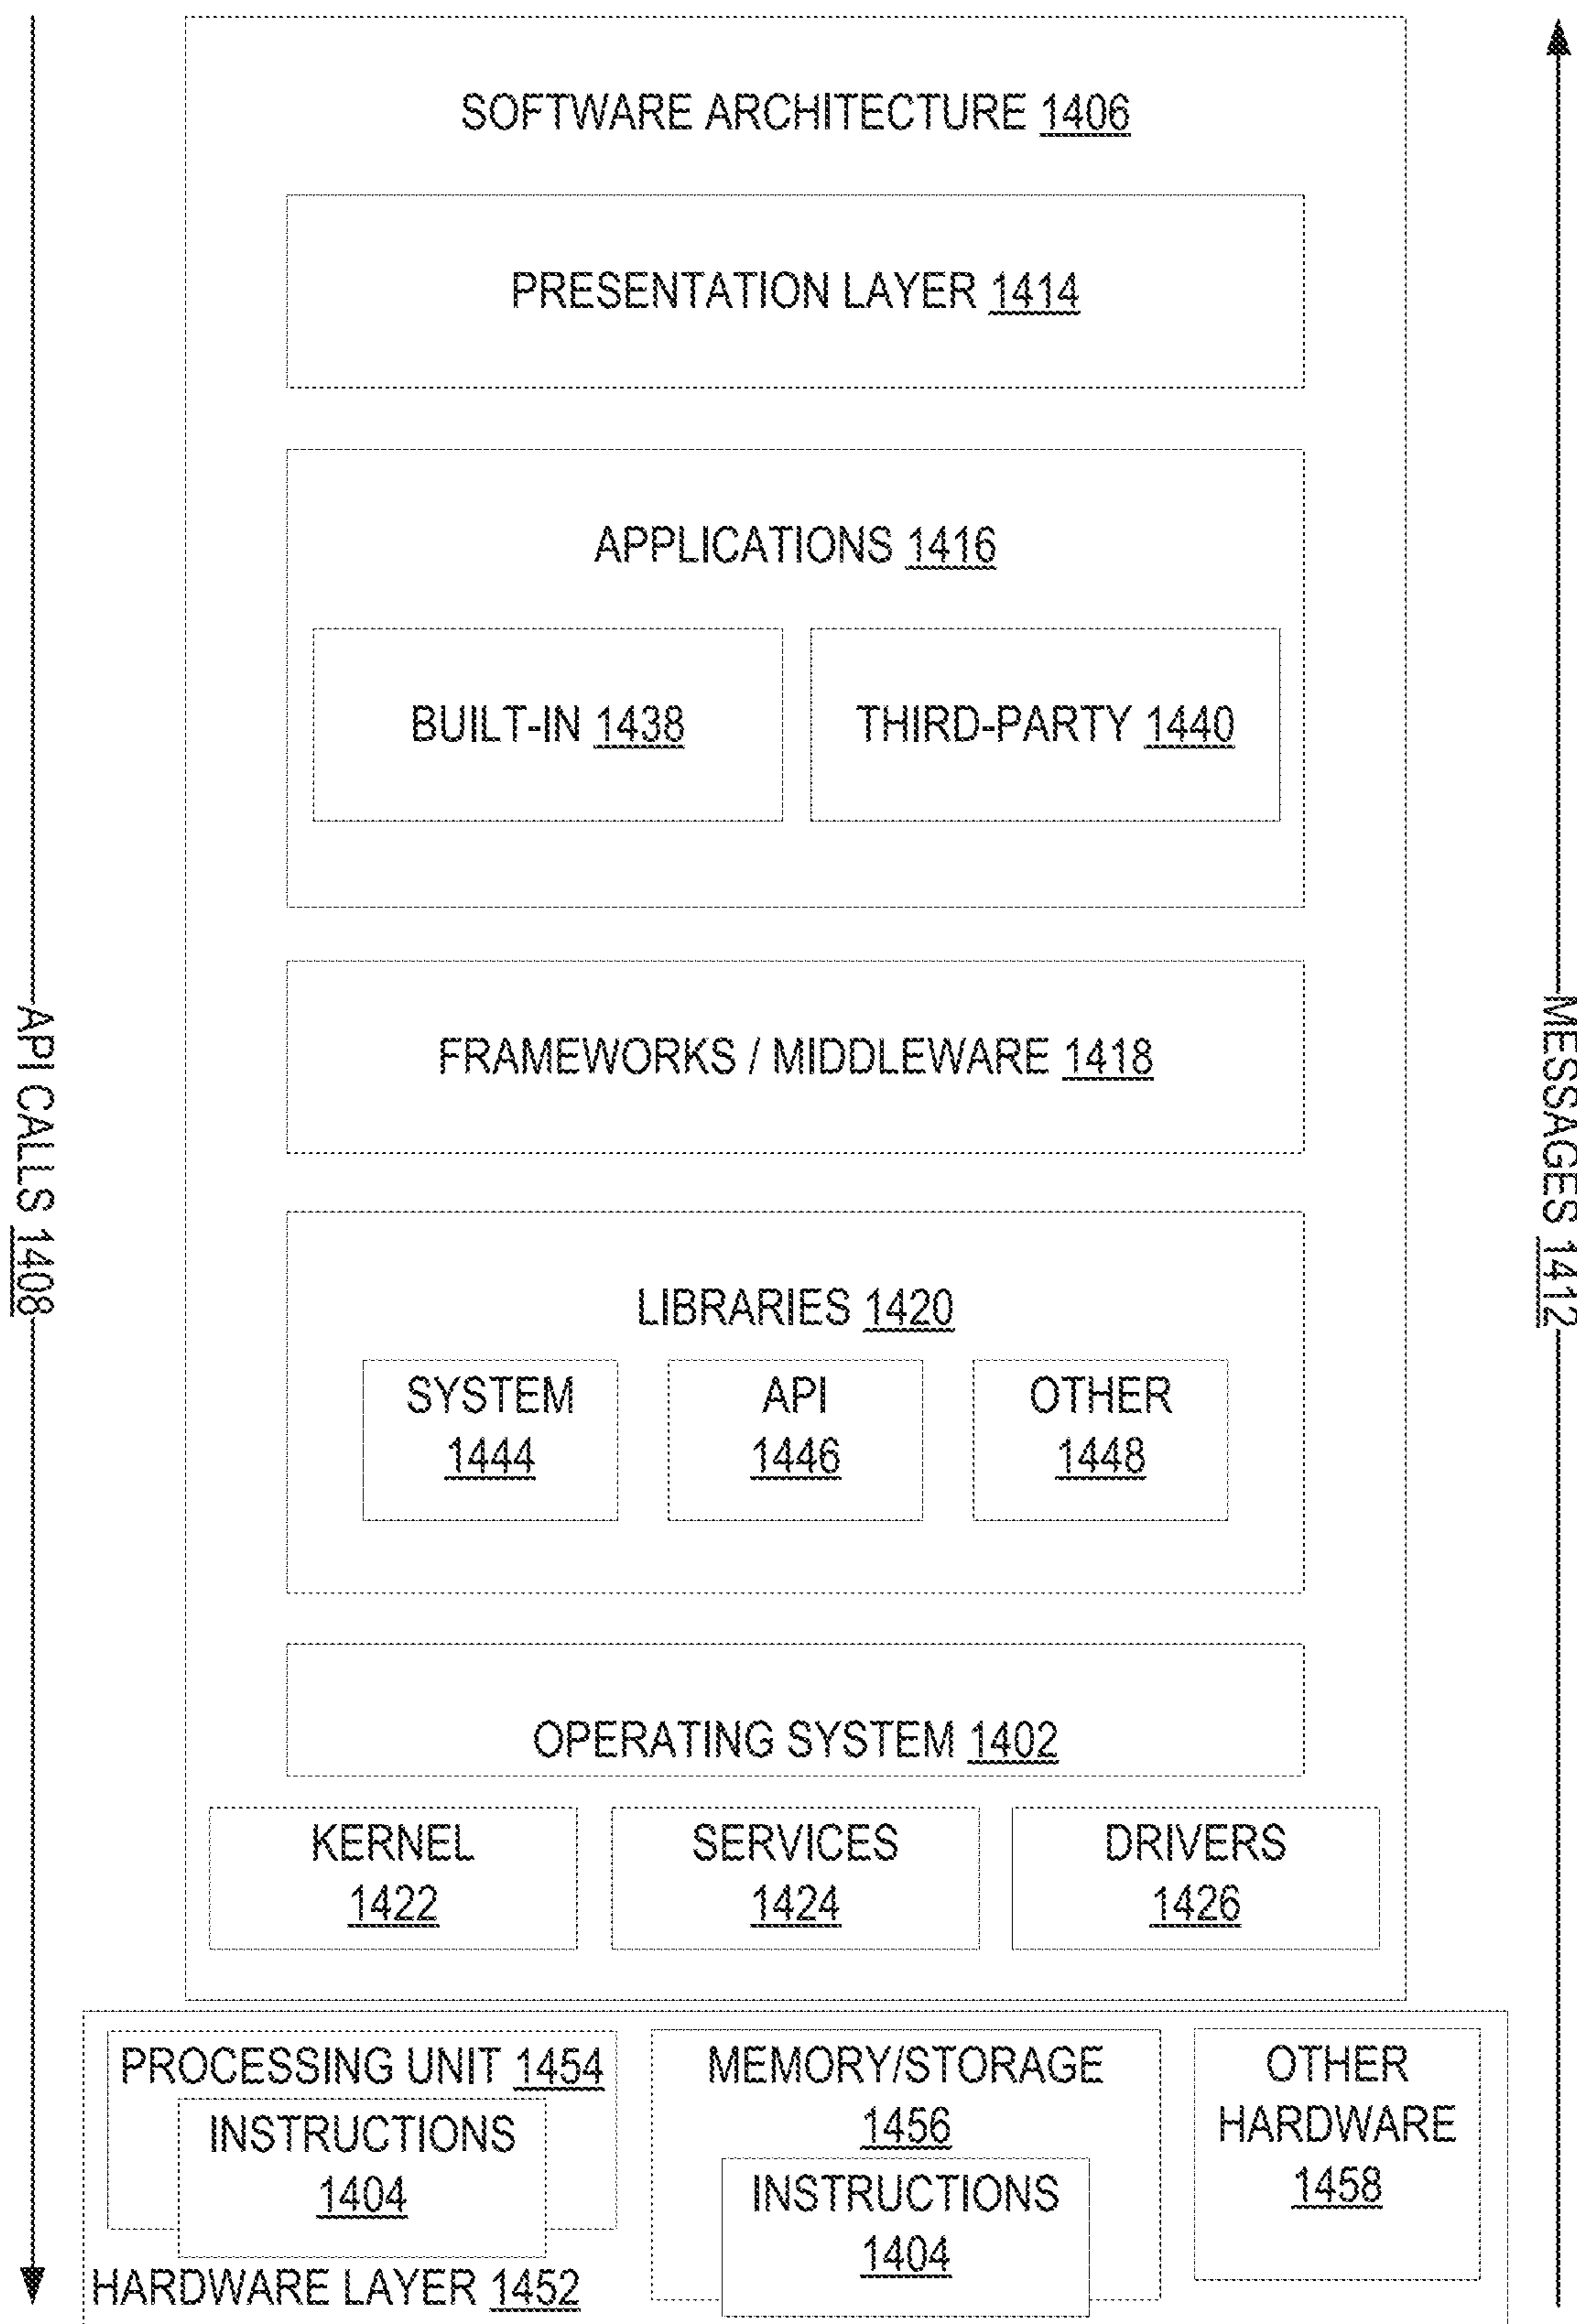 SOFTWARE ARCHITECTURE 1406
PRESENTATION LAYER 1414
APPLICATIONS 1416
BUILT-IN 1438
THIRD-PARTY 1440
FRAMEWORKS / MIDDLEWARE 1418
API CALLS 1408
MESSAGES 1412
LIBRARIES 1420
SYSTEM
1444
API
1446
OTHER
1448
OPERATING SYSTEM 1402
KERNEL
1422
SERVICES
1424
DRIVERS
1426
PROCESSING UNIT 1454
INSTRUCTIONS
1404
MEMORY/STORAGE
1456
INSTRUCTIONS
1404
OTHER
HARDWARE
1458
HARDWARE LAYER 1452